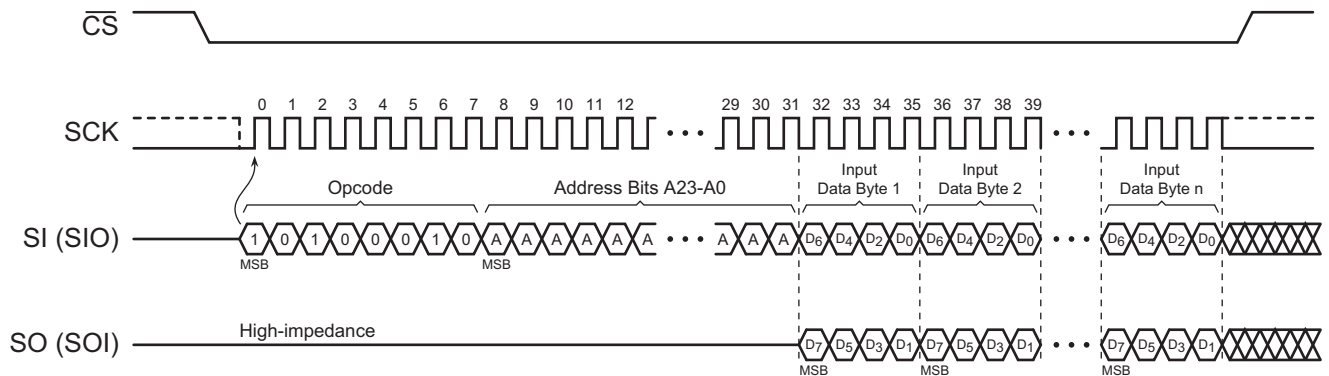 CS
0 1 2 3 4 5 6 7 8 9 10 11 12 29 30 31 32 33 34 35 36 37 38 39
SCK
Opcode
Address Bits A23-A0
Input
Data Byte 1
Input
Data Byte 2
Input
Data Byte n
SI (SIO)
1 0 1 0 0 0 1 0 A A A A A A A A A D6 D4 D2 D0 D6 D4 D2 D0 D6 D4 D2 D0
MSB MSB
High-impedance
SO (SOI)
D7 D5 D3 D1 D7 D5 D3 D1 D7 D5 D3 D1
MSB MSB MSB